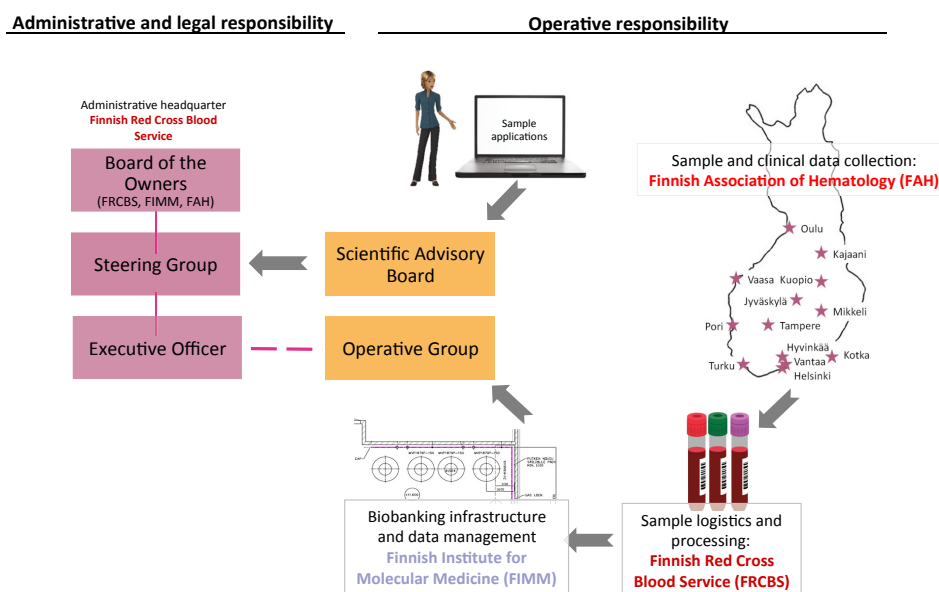 Administrative and legal responsibility
Operative responsibility
Administrative headquarter
Finnish Red Cross Blood
Service
Board of the
Owners
(FRCBS, FIMM, FAH)
Steering Group
Executive Officer
Sample
applications
Scientific Advisory
Board
Operative Group
Sample and clinical data collection:
Finnish Association of Hematology (FAH)
Oulu
Kajaani
Vaasa
Kuopio
Jyväskylä
Mikkeli
Pori
Tampere
Hyvinkää
Vantaa
Kotka
Turku
Helsinki
Biobanking infrastructure
and data management
Finnish Institute for
Molecular Medicine (FIMM)
Sample logistics and
processing:
Finnish Red Cross
Blood Service (FRCBS)